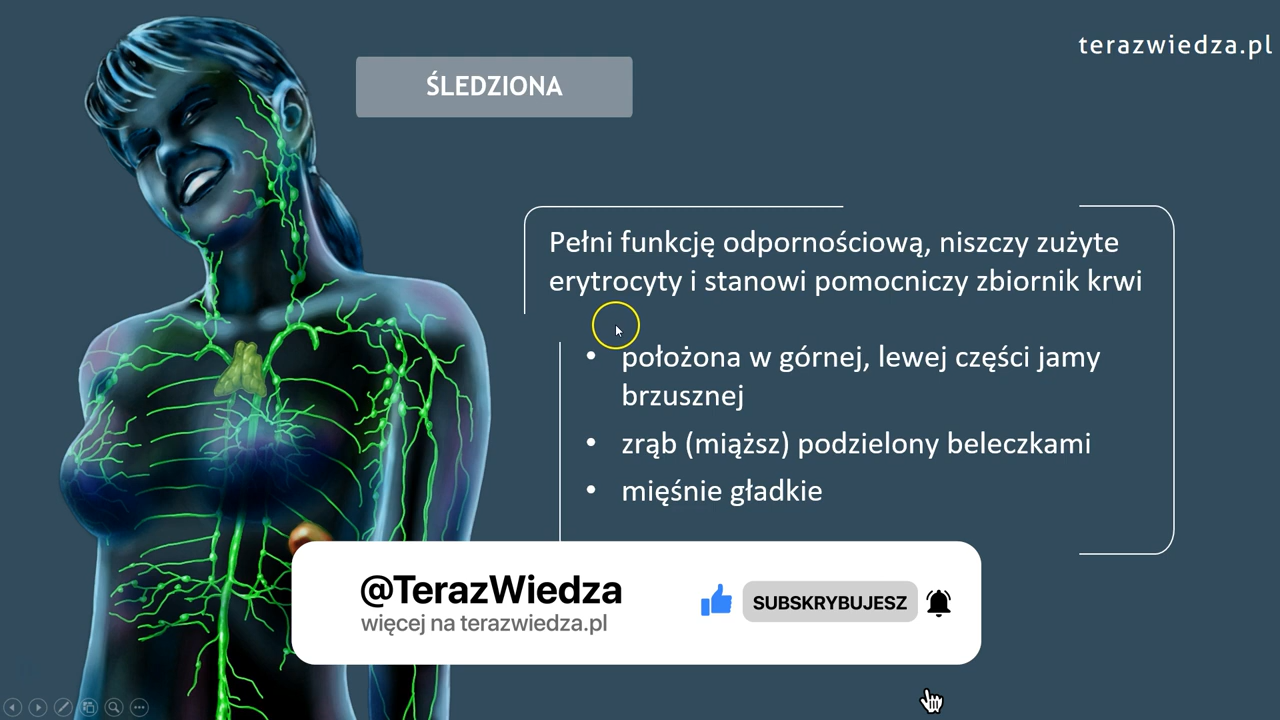 terazwiedza.pl
ŚLEDZIONA
Pełni funkcję odpornościową, niszczy zużyte
erytrocyty i stanowi pomocniczy zbiornik krwi
• położona w górnej, lewej części jamy
brzusznej
• zrąb (miąższ) podzielony beleczkami
• mięśnie gładkie
@TerazWiedza
więcej na terazwiedza.pl
SUBSKRYBUJESZ